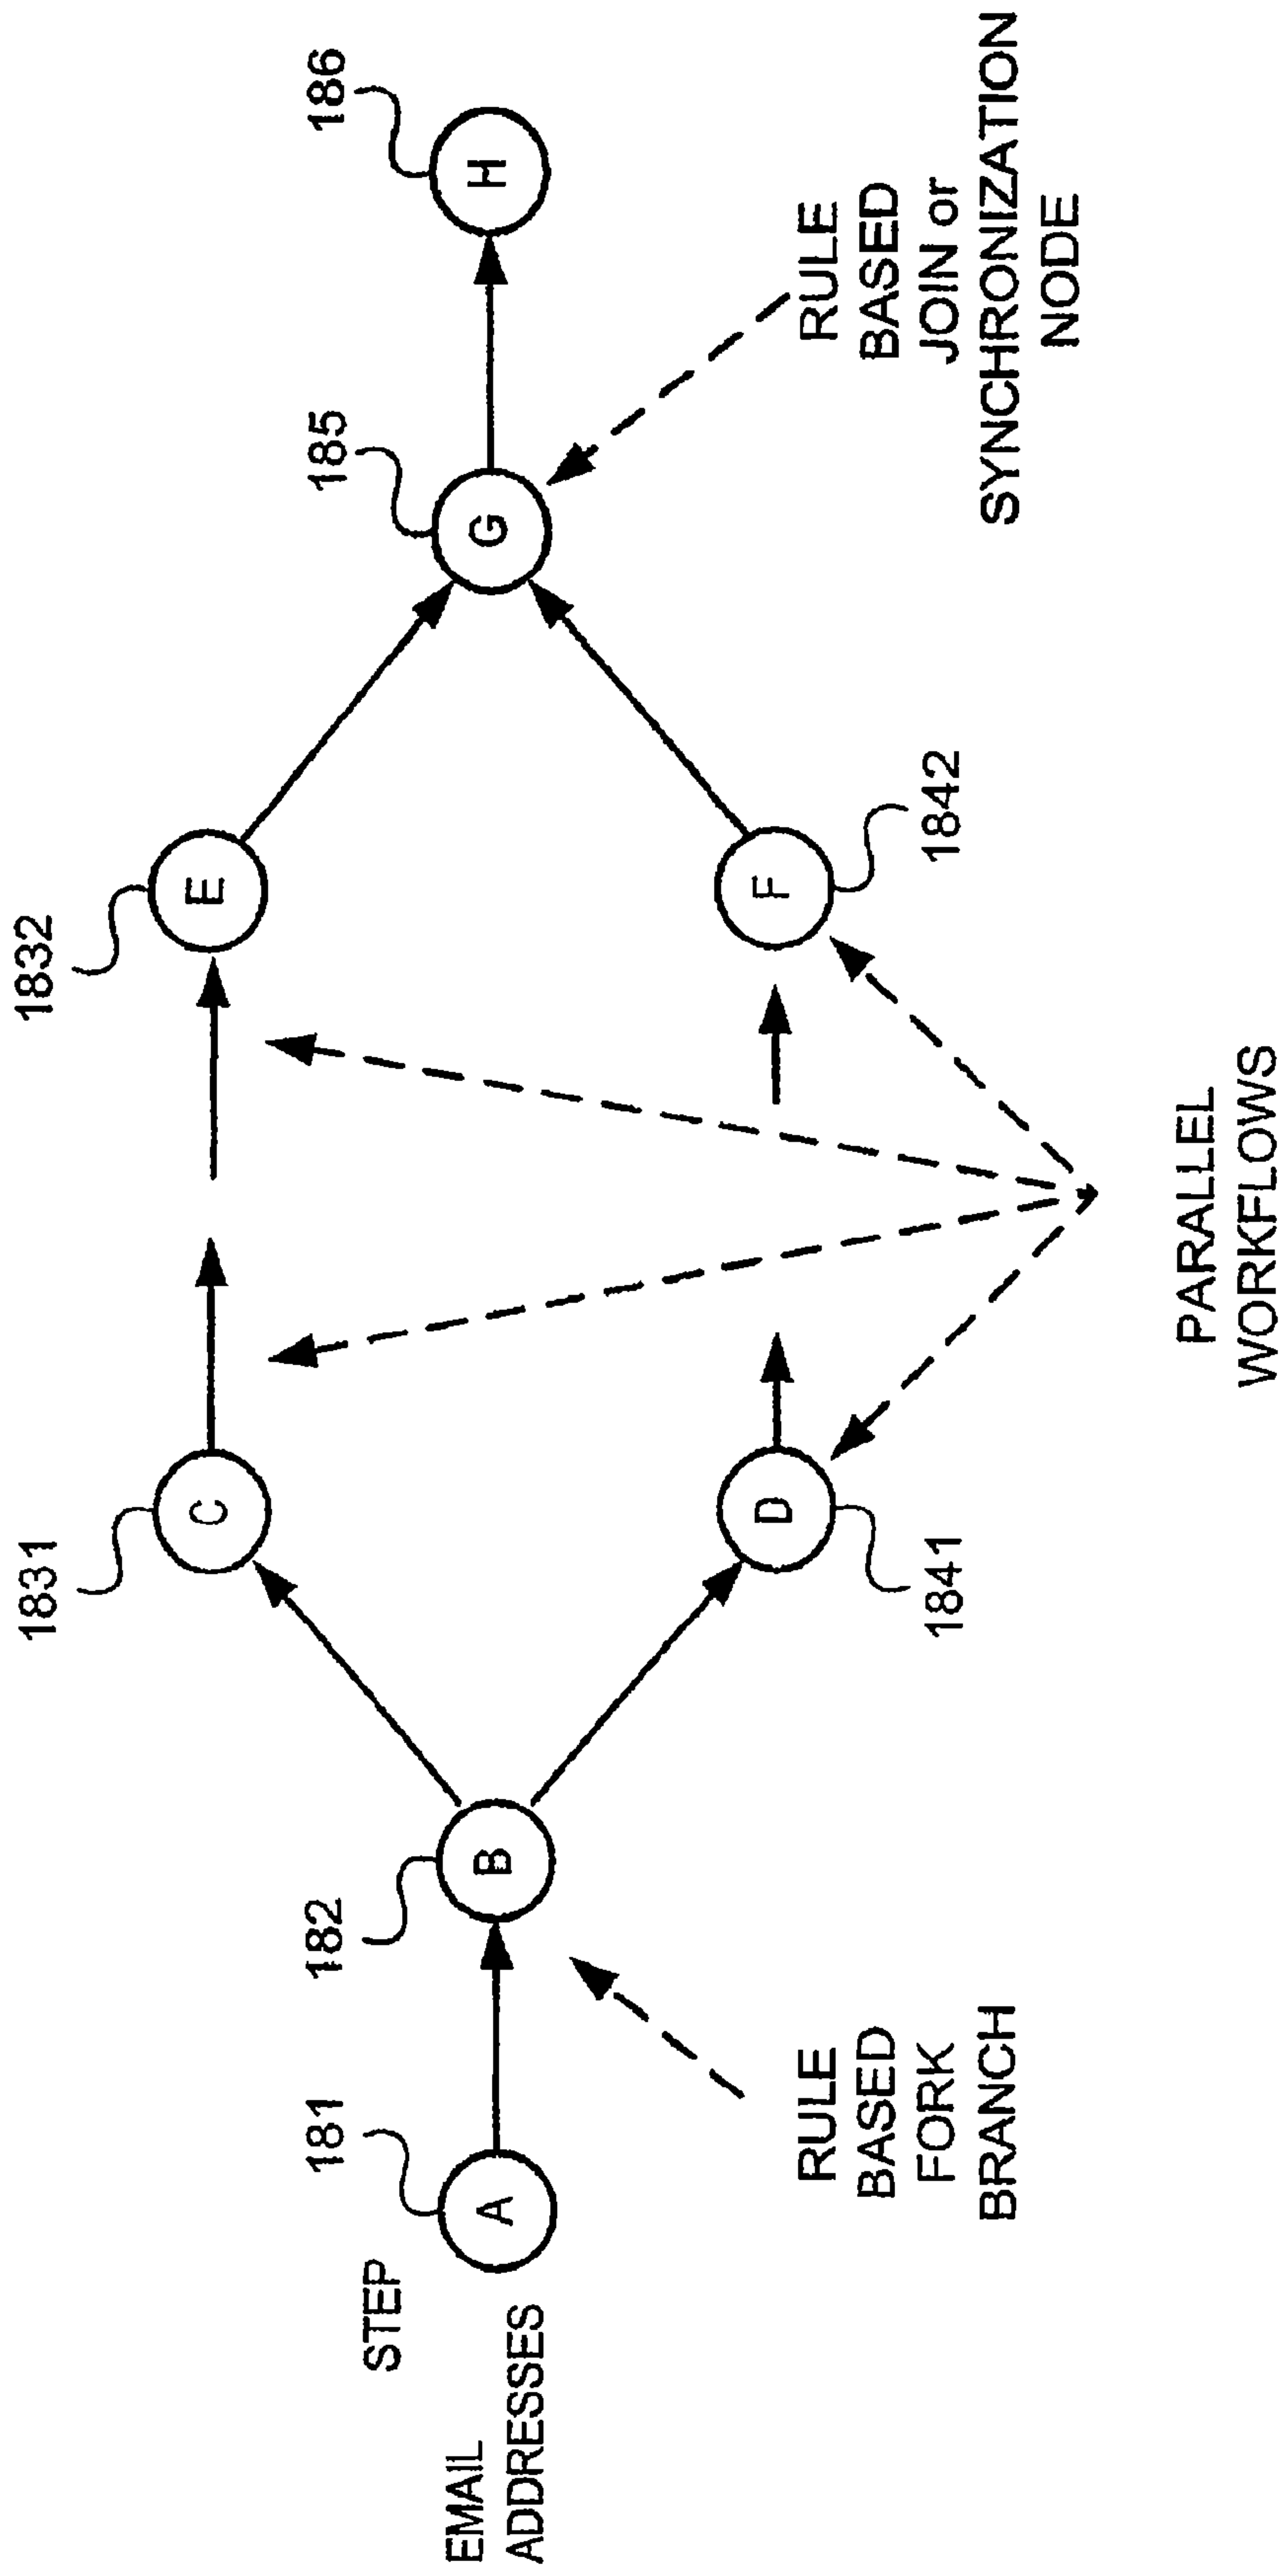 STEP
EMAIL
ADDRESSES
181
A
182
B
RULE
BASED
FORK
BRANCH
1831
C
1841
D
1832
E
1842
F
PARALLEL
WORKFLOWS
185
G
186
H
RULE
BASED
JOIN or
SYNCHRONIZATION
NODE